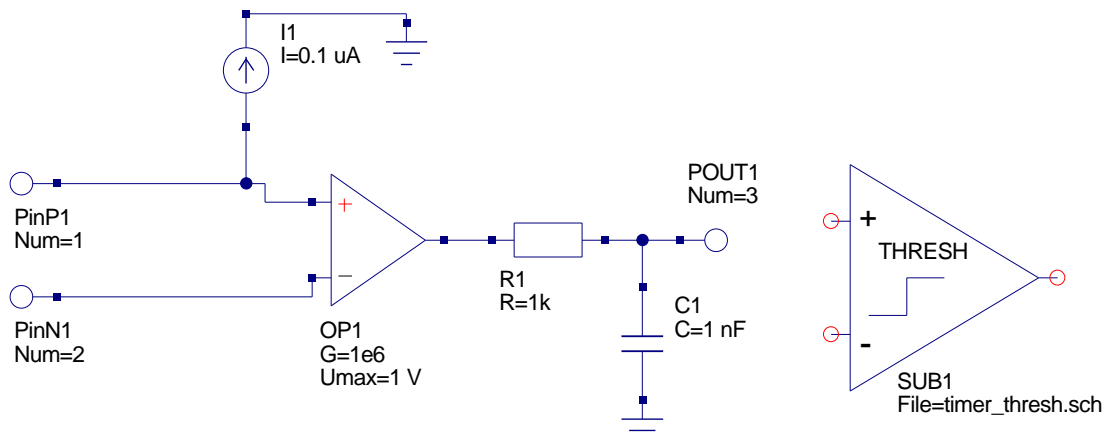 I1
I=0.1 uA
PinP1
Num=1
PinN1
Num=2
+
−
OP1
G=1e6
Umax=1 V
R1
R=1k
POUT1
Num=3
C1
C=1 nF
+
THRESH
-
SUB1
File=timer_thresh.sch